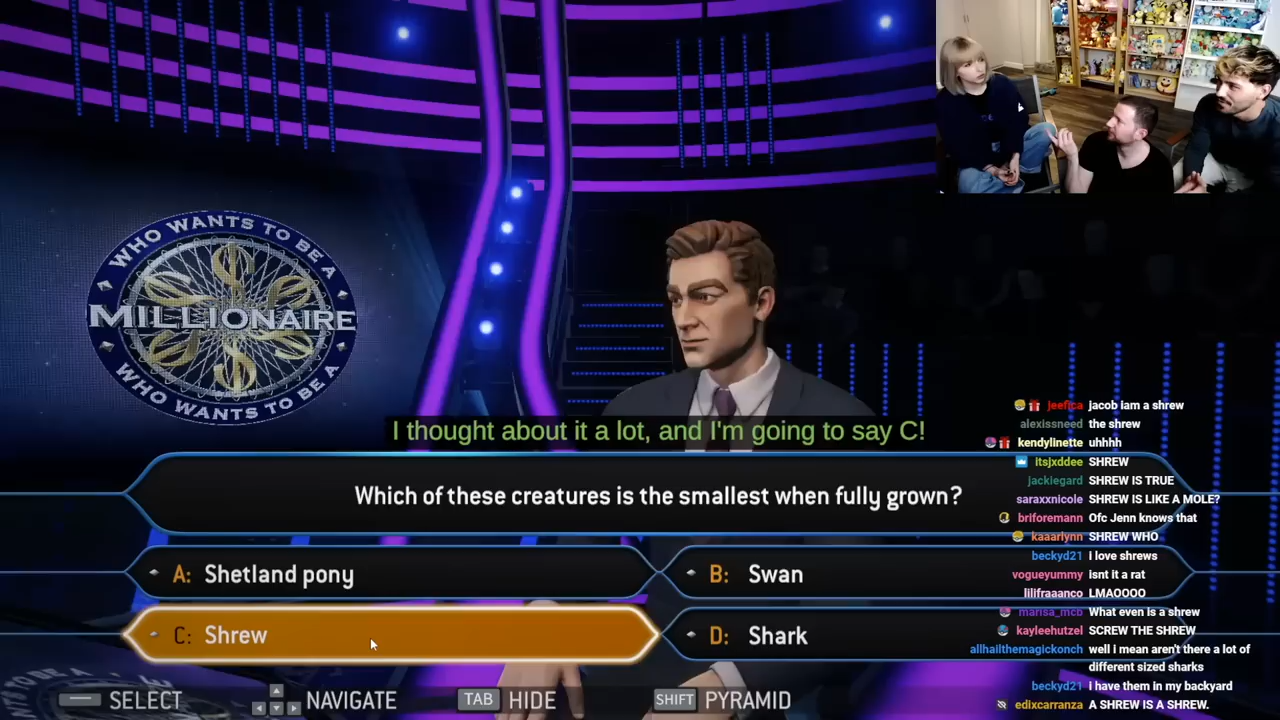 WHO WANTS TO BE A
MILLIONAIRE
WHO WANTS TO BE A
I thought about it a lot, and I'm going to say C!
Which of these creatures is the smallest when fully grown?
A: Shetland pony
B: Swan
C: Shrew
D: Shark
SELECT
NAVIGATE
TAB HIDE
SHIFT PYRAMID
jeefica jacob iam a shrew
alexissneed the shrew
kendylinette uhhhh
itsjxddee SHREW
jackiegard SHREW IS TRUE
saraxxnicole SHREW IS LIKE A MOLE?
briforemann Ofc Jenn knows that
kaaarlynn SHREW WHO
beckyd21 I love shrews
vogueyummy isnt it a rat
lilifraaanco LMAOOOO
marisa_mcb What even is a shrew
kayleehutzel SCREW THE SHREW
allhailthemagickonch well i mean aren't there a lot of
different sized sharks
beckyd21 I have them in my backyard
edixcarranza A SHREW IS A SHREW.